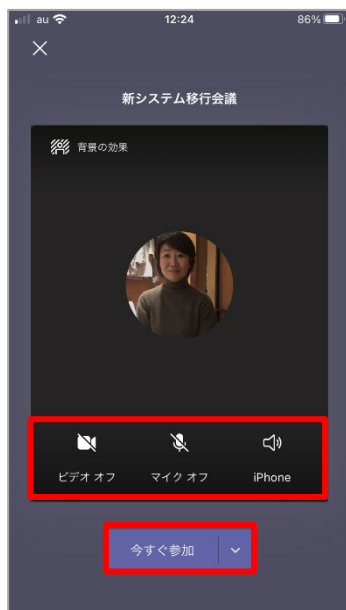 au 12:24 86%
新システム移行会議
背景の効果
ビデオ オフ マイク オフ iPhone
今すぐ参加